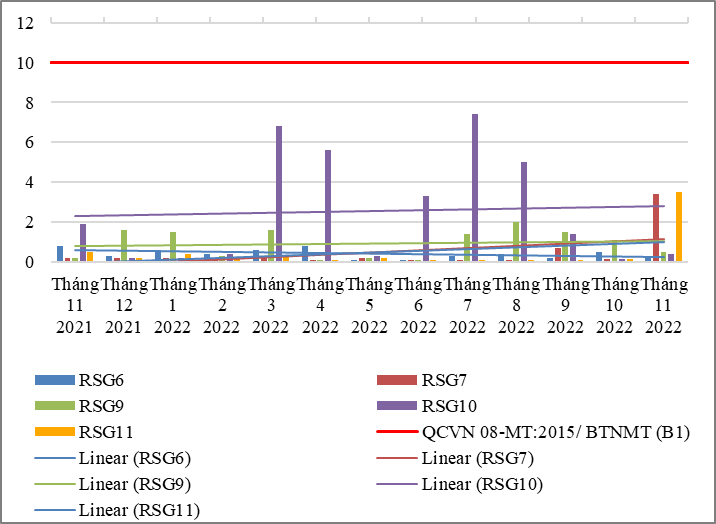 12
10
8
6
4
2
0
Tháng Tháng Tháng Tháng Tháng Tháng Tháng Tháng Tháng Tháng Tháng Tháng Tháng
11 12 1 2 3 4 5 6 7 8 9 10 11
2021 2021 2022 2022 2022 2022 2022 2022 2022 2022 2022 2022 2022
RSG6 RSG7
RSG9 RSG10
RSG11 QCVN 08-MT:2015/ BTNMT (B1)
Linear (RSG6) Linear (RSG7)
Linear (RSG9) Linear (RSG10)
Linear (RSG11)